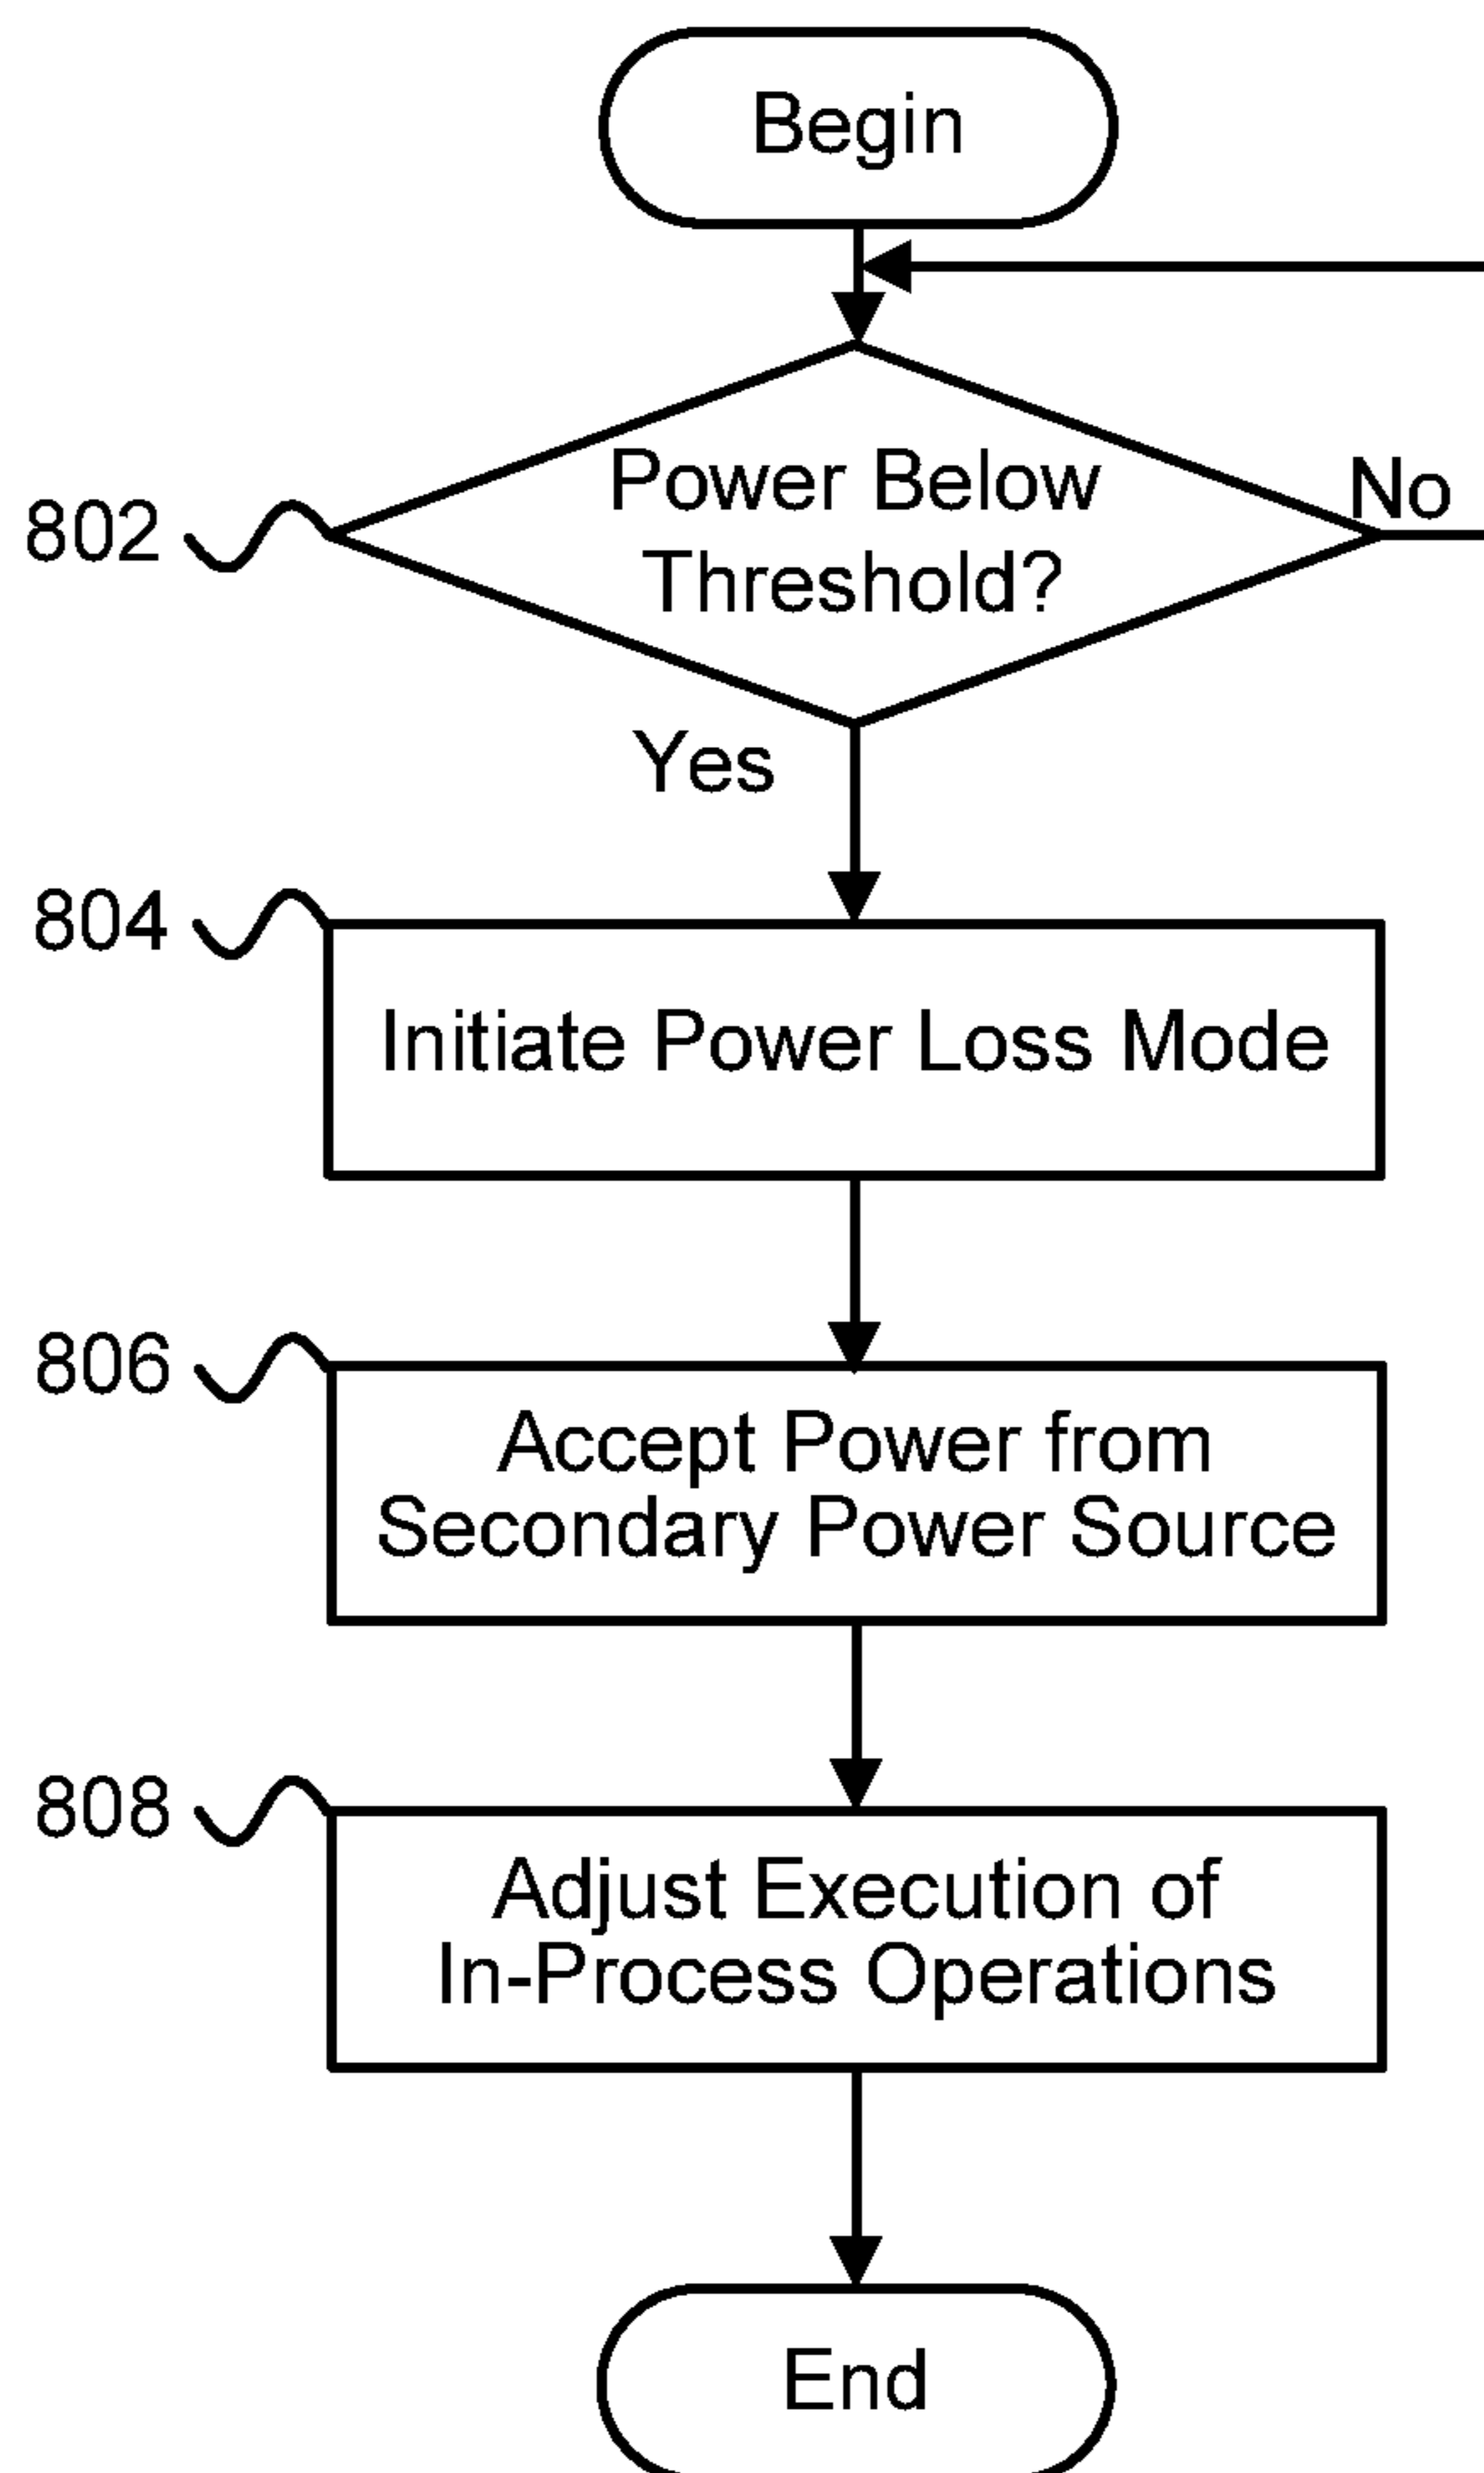 Begin
802
Power Below
Threshold?
No
Yes
804
Initiate Power Loss Mode
806
Accept Power from
Secondary Power Source
808
Adjust Execution of
In-Process Operations
End